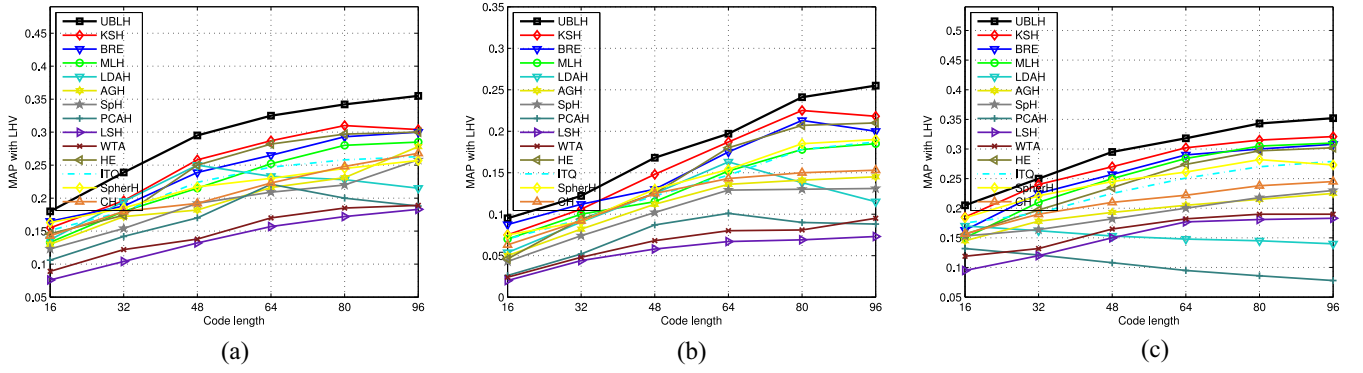 MAP with LHV
0.45
0.4
0.35
0.3
0.25
0.2
0.15
0.1
0.05
UBLH
KSH
BRE
MLH
LDAH
AGH
SpH
PCAH
LSH
WTA
HE
ITQ
SpherH
CH
16 32 48 64 80 96
Code length
(a)
MAP with LHV
0.35
0.3
0.25
0.2
0.15
0.1
0.05
0
UBLH
KSH
BRE
MLH
LDAH
AGH
SpH
PCAH
LSH
WTA
HE
ITQ
SpherH
CH
16 32 48 64 80 96
Code length
(b)
MAP with LHV
0.5
0.4
0.35
0.3
0.25
0.2
0.15
0.1
0.05
UBLH
KSH
BRE
MLH
LDAH
AGH
SpH
PCAH
LSH
WTA
HE
ITQ
SpherH
CH
16 32 48 64 80 96
Code length
(c)